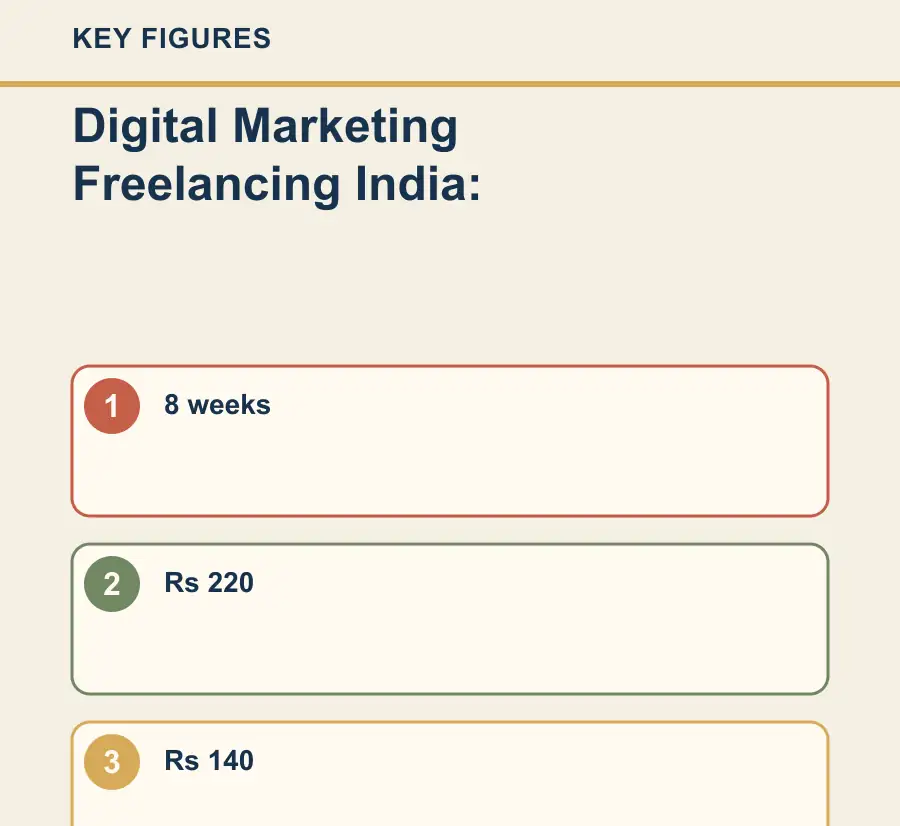 KEY FIGURES
Digital Marketing
Freelancing India:
1
8 weeks
2
Rs 220
3
Rs 140